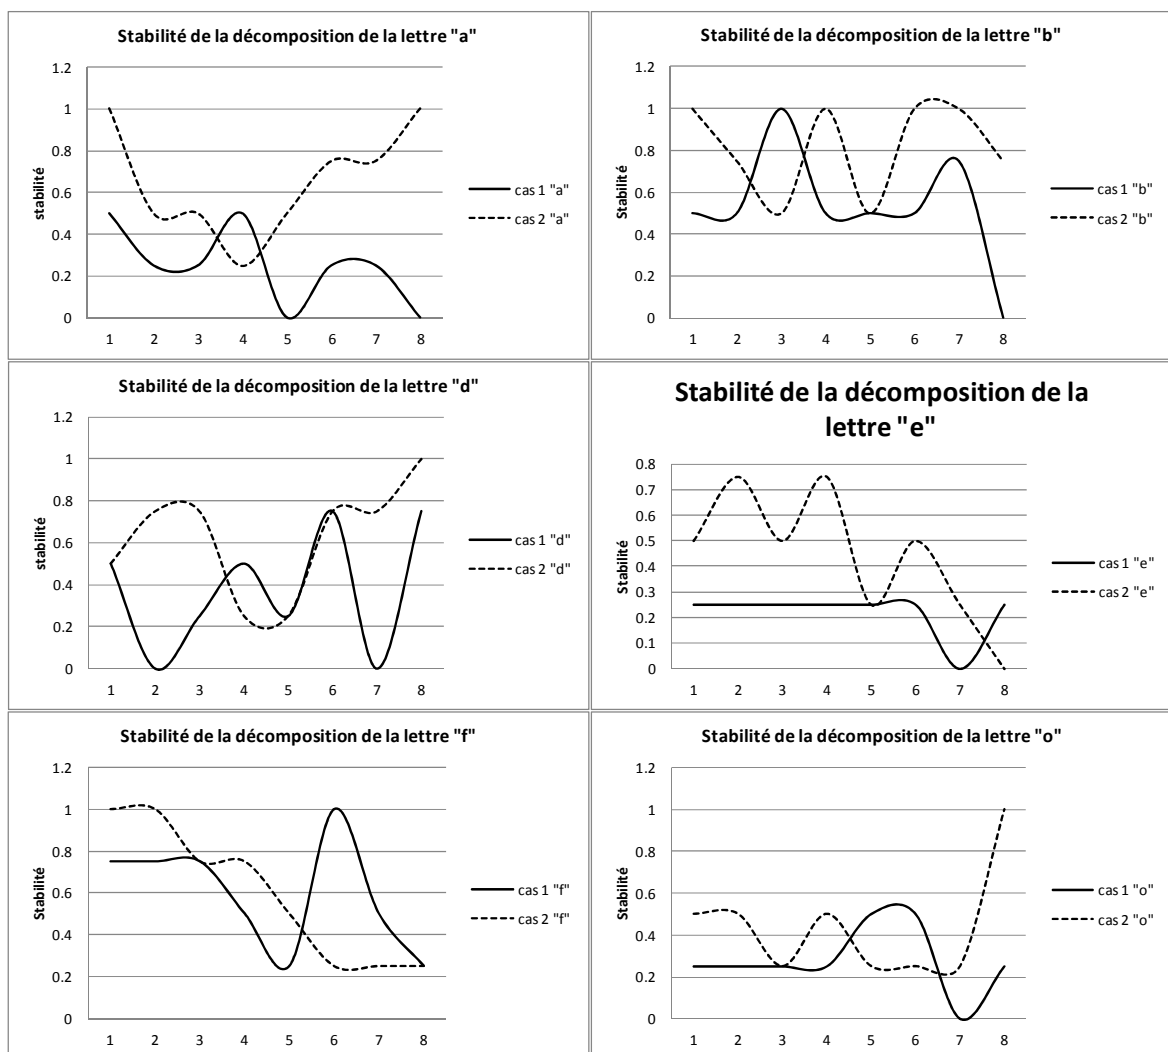 Stabilité de la décomposition de la lettre "a"
1.2
1
0.8
0.6
0.4
0.2
0
stabilité
1 2 3 4 5 6 7 8
cas 1 "a"
cas 2 "a"
Stabilité de la décomposition de la lettre "b"
1.2
1
0.8
0.6
0.4
0.2
0
Stabilité
1 2 3 4 5 6 7 8
cas 1 "b"
cas 2 "b"
Stabilité de la décomposition de la lettre "d"
1.2
1
0.8
0.6
0.4
0.2
0
stabilité
1 2 3 4 5 6 7 8
cas 1 "d"
cas 2 "d"
Stabilité de la décomposition de la
lettre "e"
0.8
0.7
0.6
0.5
0.4
0.3
0.2
0.1
0
Stabilité
1 2 3 4 5 6 7 8
cas 1 "e"
cas 2 "e"
Stabilité de la décomposition de la lettre "f"
1.2
1
0.8
0.6
0.4
0.2
0
Stabilité
1 2 3 4 5 6 7 8
cas 1 "f"
cas 2 "f"
Stabilité de la décomposition de la lettre "o"
1.2
1
0.8
0.6
0.4
0.2
0
Stabilité
1 2 3 4 5 6 7 8
cas 1 "o"
cas 2 "o"